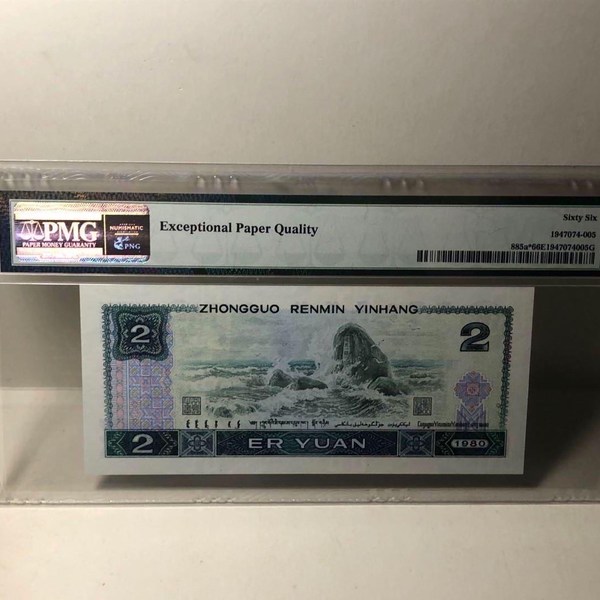 PMG
PAPER MONEY GUARANTY
NUMISMATIC
PNG
Exceptional Paper Quality
Sixty Six
1947074-005
885a*66E1947074005G
ZHONGGUO RENMIN YINHANG
2
2
2
ER YUAN
1980